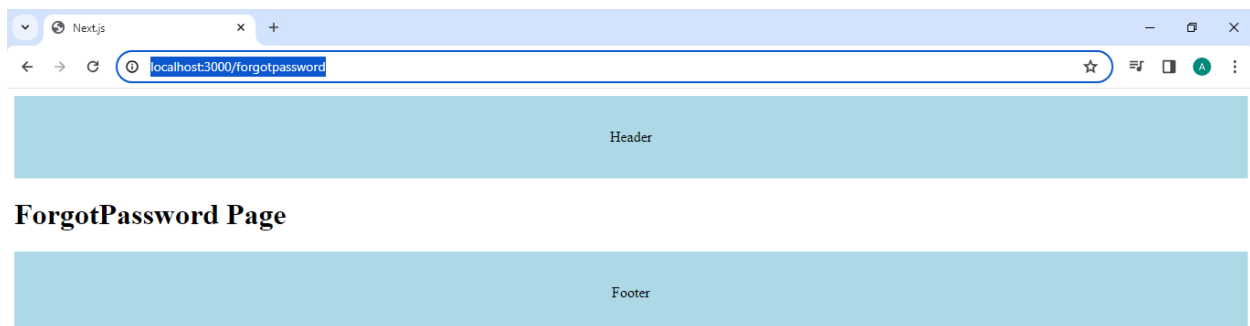 Next.js
localhost:3000/forgotpassword
A
Header
ForgotPassword Page
Footer